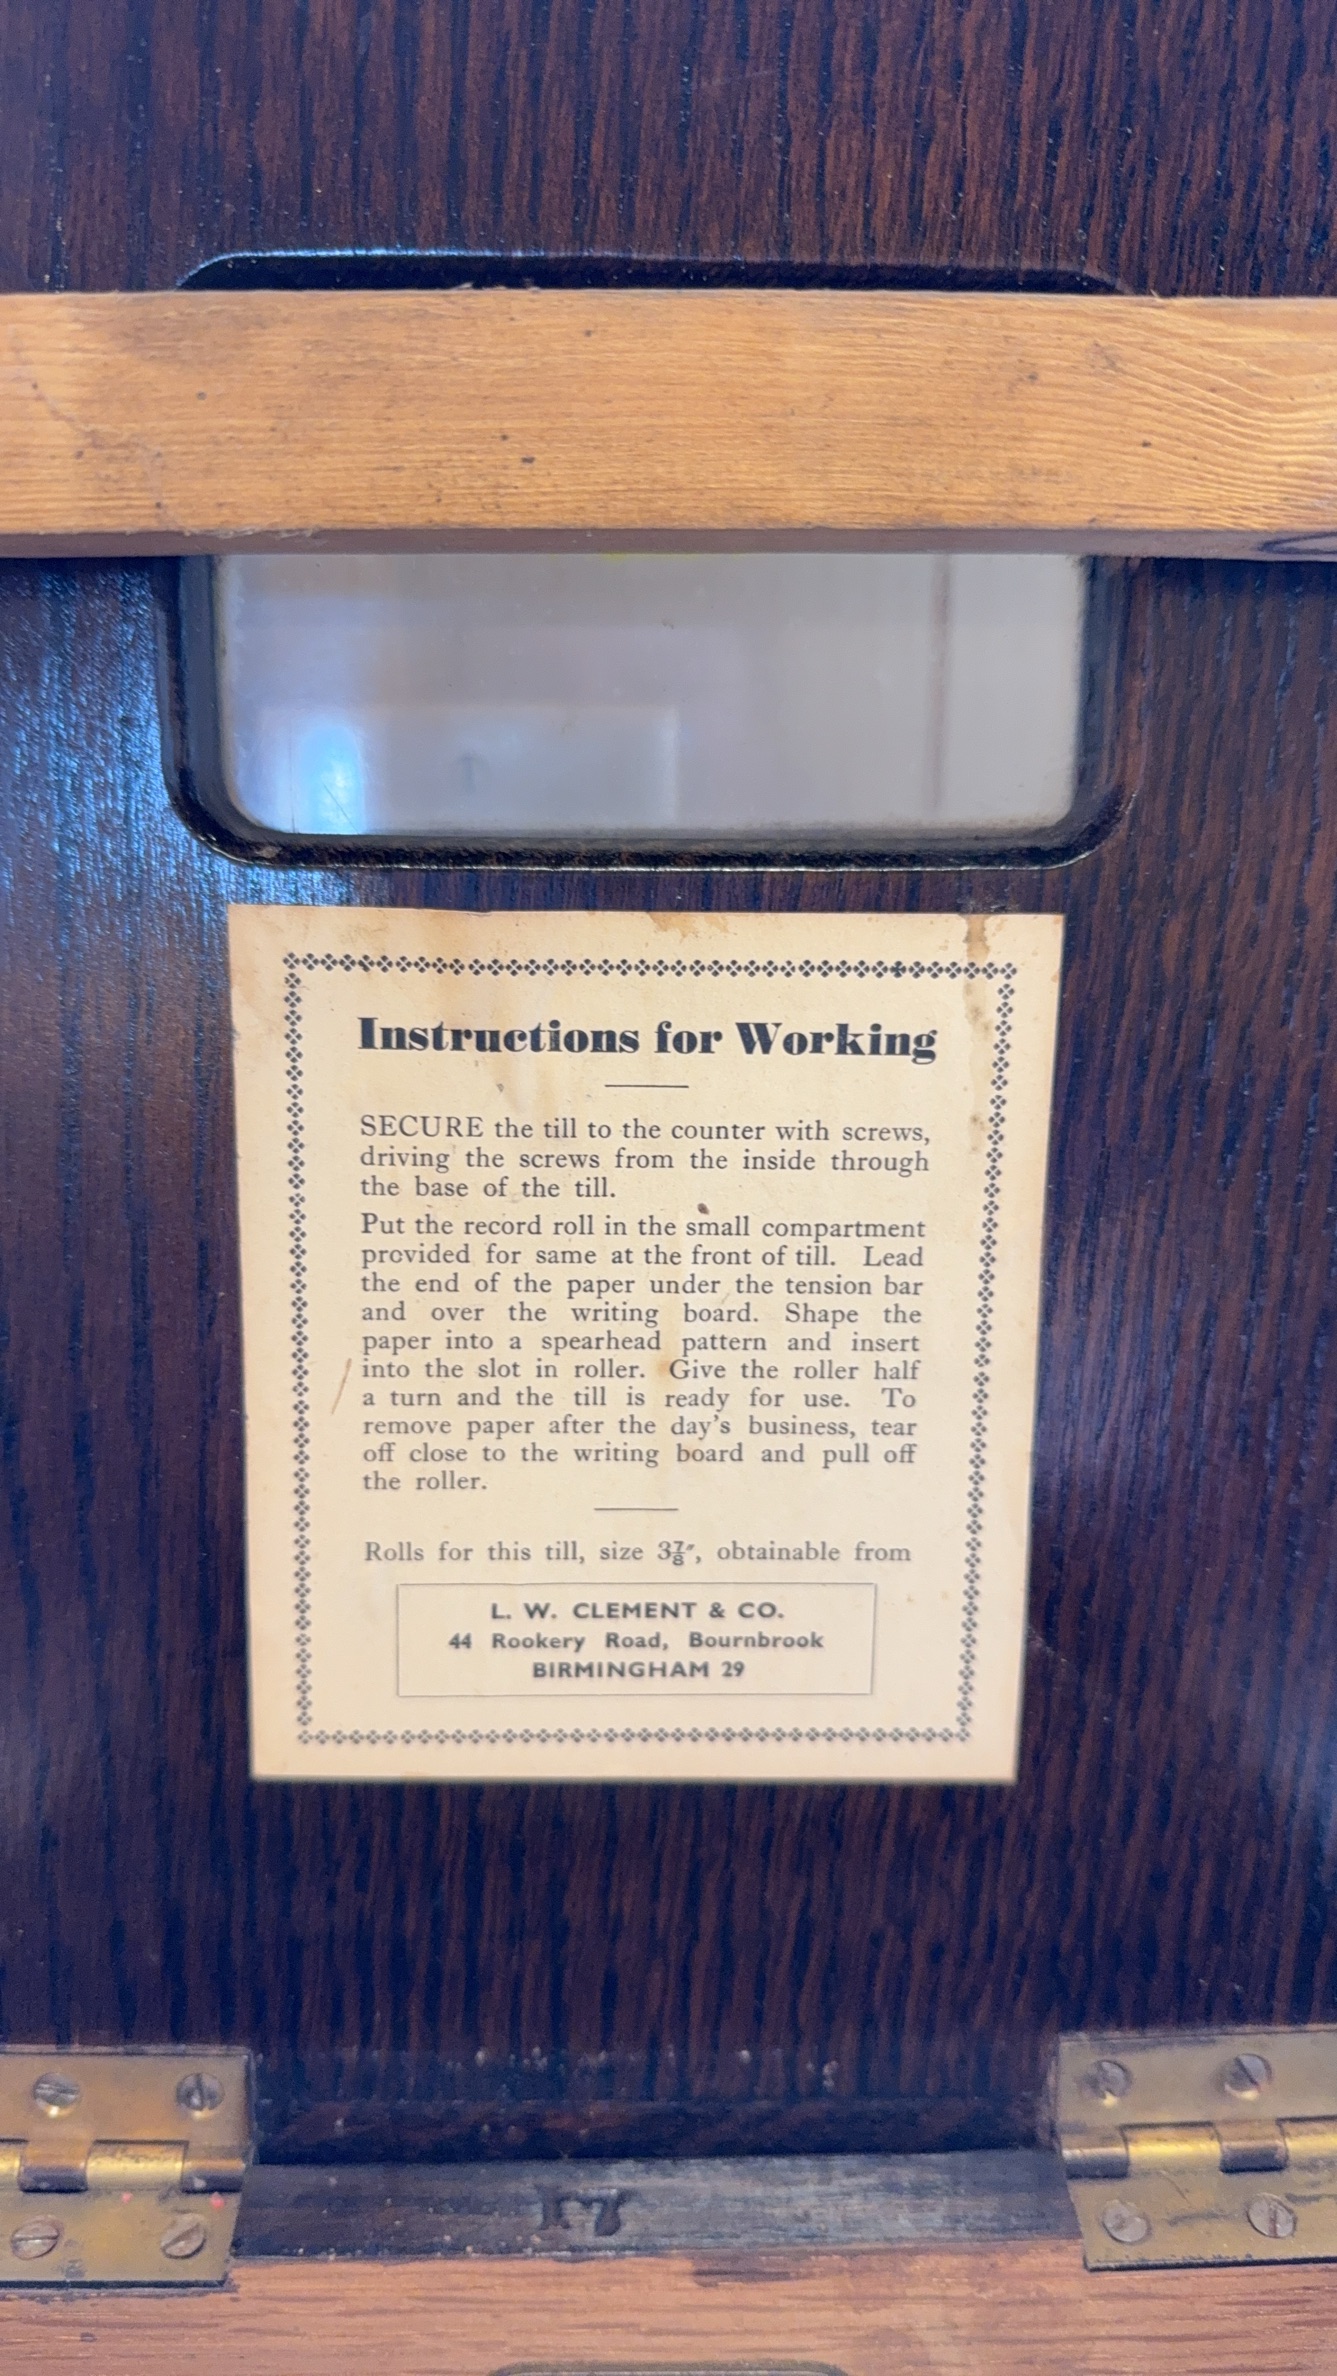 Instructions for Working
SECURE the till to the counter with screws,
driving the screws from the inside through
the base of the till.
Put the record roll in the small compartment
provided for same at the front of till. Lead
the end of the paper under the tension bar
and over the writing board. Shape the
paper into a spearhead pattern and insert
into the slot in roller. Give the roller half
a turn and the till is ready for use. To
remove paper after the day's business, tear
off close to the writing board and pull off
the roller.
Rolls for this till, size 3⅞″, obtainable from
L. W. CLEMENT & CO.
44 Rookery Road, Bournbrook
BIRMINGHAM 29
17